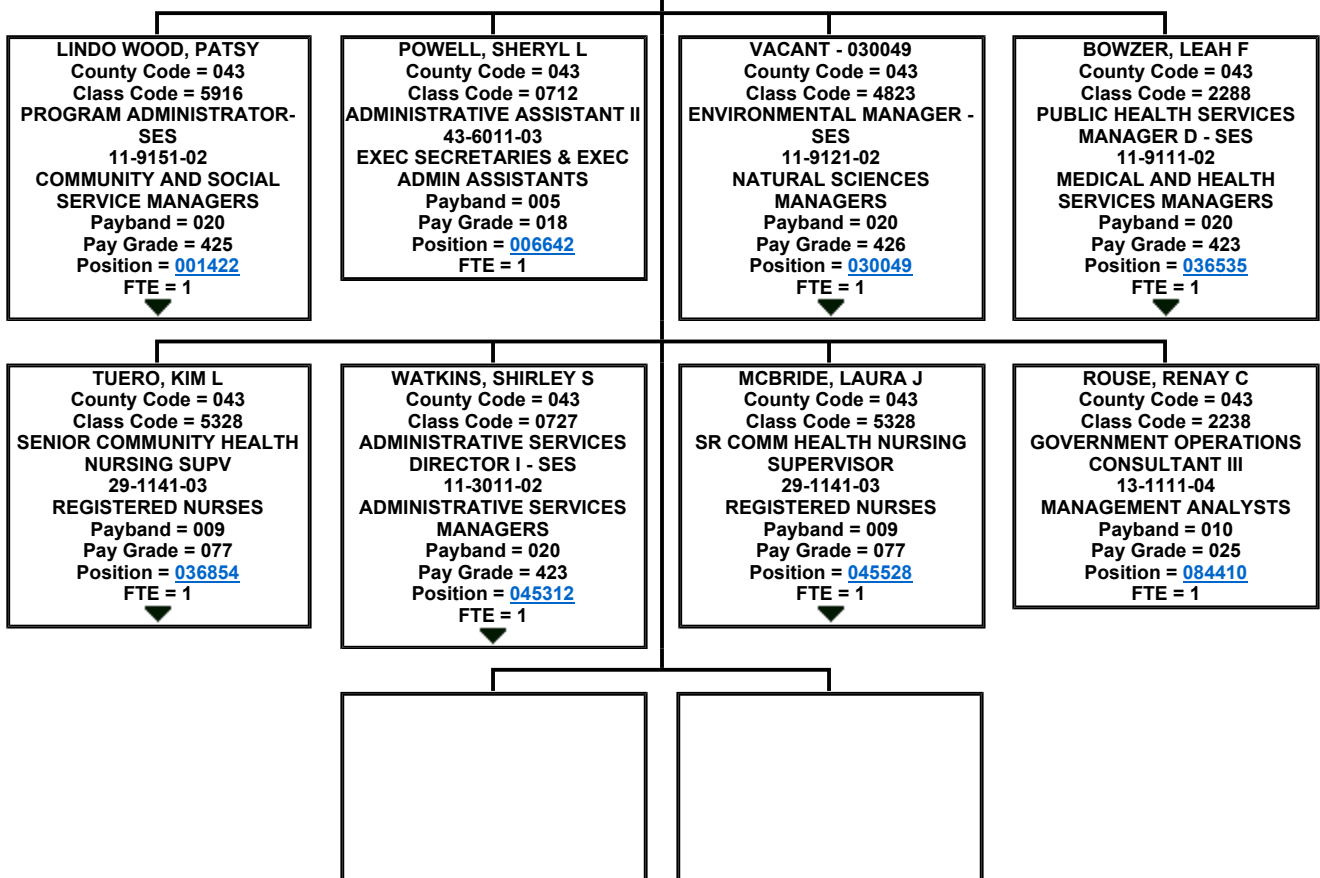 LINDO WOOD, PATSY
County Code = 043
Class Code = 5916
PROGRAM ADMINISTRATOR-
SES
11-9151-02
COMMUNITY AND SOCIAL
SERVICE MANAGERS
Payband = 020
Pay Grade = 425
Position = 001422
FTE = 1
POWELL, SHERYL L
County Code = 043
Class Code = 0712
ADMINISTRATIVE ASSISTANT II
43-6011-03
EXEC SECRETARIES & EXEC
ADMIN ASSISTANTS
Payband = 005
Pay Grade = 018
Position = 006642
FTE = 1
VACANT - 030049
County Code = 043
Class Code = 4823
ENVIRONMENTAL MANAGER -
SES
11-9121-02
NATURAL SCIENCES
MANAGERS
Payband = 020
Pay Grade = 426
Position = 030049
FTE = 1
BOWZER, LEAH F
County Code = 043
Class Code = 2288
PUBLIC HEALTH SERVICES
MANAGER D - SES
11-9111-02
MEDICAL AND HEALTH
SERVICES MANAGERS
Payband = 020
Pay Grade = 423
Position = 036535
FTE = 1
TUERO, KIM L
County Code = 043
Class Code = 5328
SENIOR COMMUNITY HEALTH
NURSING SUPV
29-1141-03
REGISTERED NURSES
Payband = 009
Pay Grade = 077
Position = 036854
FTE = 1
WATKINS, SHIRLEY S
County Code = 043
Class Code = 0727
ADMINISTRATIVE SERVICES
DIRECTOR I - SES
11-3011-02
ADMINISTRATIVE SERVICES
MANAGERS
Payband = 020
Pay Grade = 423
Position = 045312
FTE = 1
MCBRIDE, LAURA J
County Code = 043
Class Code = 5328
SR COMM HEALTH NURSING
SUPERVISOR
29-1141-03
REGISTERED NURSES
Payband = 009
Pay Grade = 077
Position = 045528
FTE = 1
ROUSE, RENAY C
County Code = 043
Class Code = 2238
GOVERNMENT OPERATIONS
CONSULTANT III
13-1111-04
MANAGEMENT ANALYSTS
Payband = 010
Pay Grade = 025
Position = 084410
FTE = 1